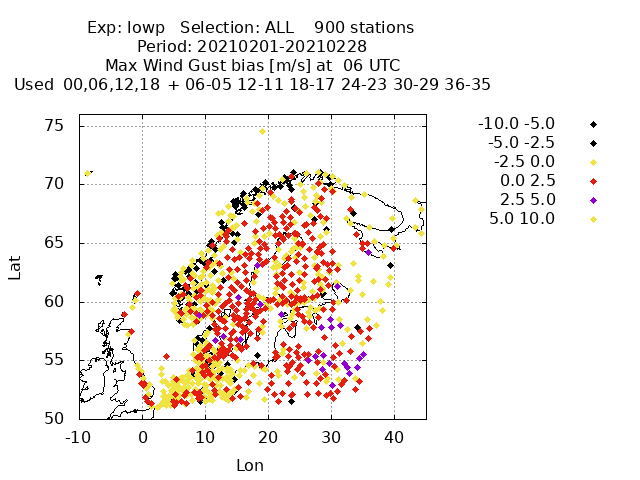 Exp: lowp   Selection: ALL    900 stations
Period: 20210201-20210228
Max Wind Gust bias [m/s] at  06 UTC
Used  00,06,12,18  + 06-05 12-11 18-17 24-23 30-29 36-35
-10.0 -5.0
-5.0 -2.5
-2.5 0.0
0.0 2.5
2.5 5.0
5.0 10.0
75
70
65
60
55
50
Lat
-10 0 10 20 30 40
Lon